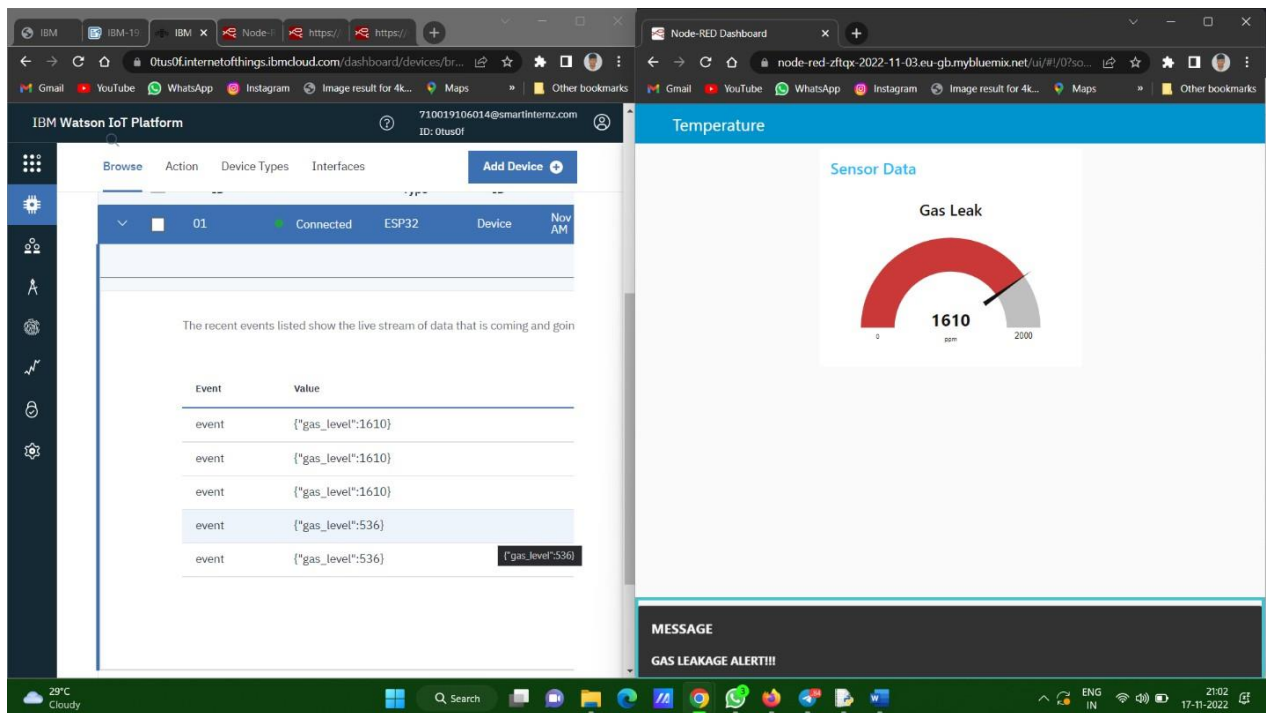 IBM
IBM-19
IBM
Node-R
https://
https://
0tus0f.internetofthings.ibmcloud.com/dashboard/devices/br...
Gmail YouTube WhatsApp Instagram Image result for 4k... Maps » Other bookmarks
IBM Watson IoT Platform
710019106014@smartinternz.com
ID: 0tus0f
Browse Action Device Types Interfaces Add Device
01 Connected ESP32 Device Nov
AM
The recent events listed show the live stream of data that is coming and goin
Event Value
event {"gas_level":1610}
event {"gas_level":1610}
event {"gas_level":1610}
event {"gas_level":536}
event {"gas_level":536}
{"gas_level":536}
Node-RED Dashboard
node-red-zftqx-2022-11-03.eu-gb.mybluemix.net/ui/#!/0?so...
Gmail YouTube WhatsApp Instagram Image result for 4k... Maps » Other bookmarks
Temperature
Sensor Data
Gas Leak
1610
0 ppm 2000
MESSAGE
GAS LEAKAGE ALERT!!!
29°C
Cloudy
Search
ENG
IN
21:02
17-11-2022